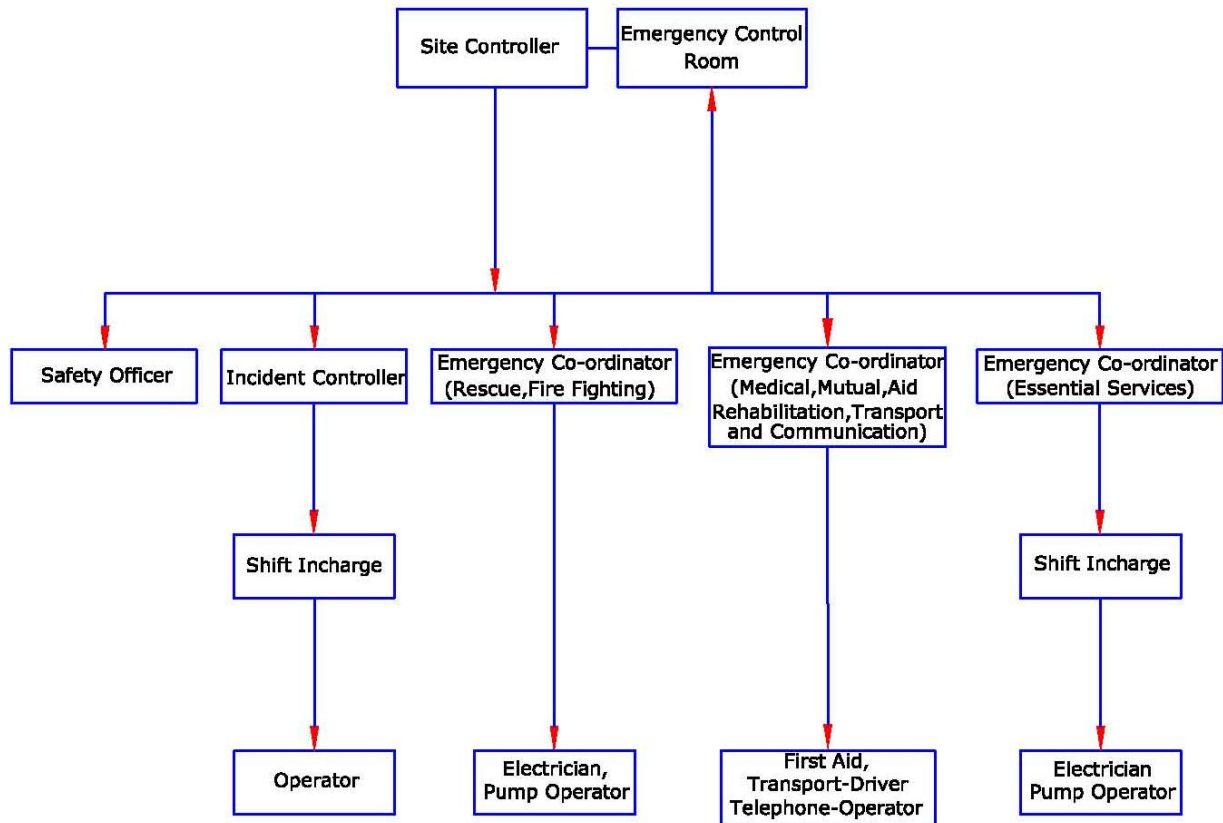 Site Controller
Emergency Control
Room
Safety Officer
Incident Controller
Emergency Co-ordinator
(Rescue,Fire Fighting)
Emergency Co-ordinator
(Medical,Mutual,Aid
Rehabilitation,Transport
and Communication)
Emergency Co-ordinator
(Essential Services)
Shift Incharge
Shift Incharge
Operator
Electrician,
Pump Operator
First Aid,
Transport-Driver
Telephone-Operator
Electrician
Pump Operator